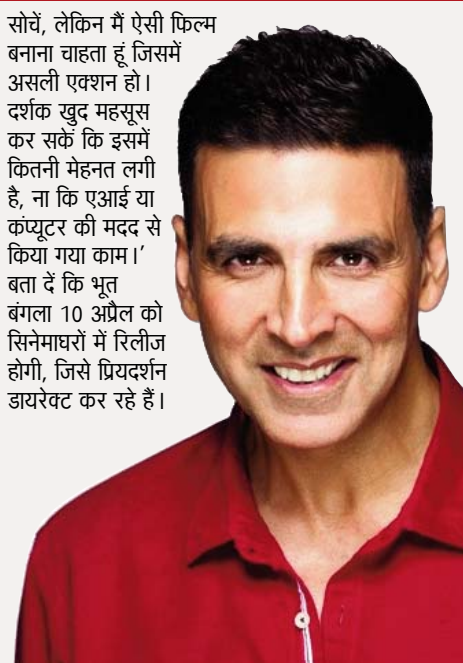 सोचें, लेकिन मैं ऐसी फिल्म
बनाना चाहता हूं जिसमें
असली एक्शन हो।
दर्शक खुद महसूस
कर सकें कि इसमें
कितनी मेहनत लगी
है, ना कि एआई या
कंप्यूटर की मदद से
किया गया काम।’
बता दें कि भूत
बंगला 10 अप्रैल को
सिनेमाघरों में रिलीज
होगी, जिसे प्रियदर्शन
डायरेक्ट कर रहे हैं।